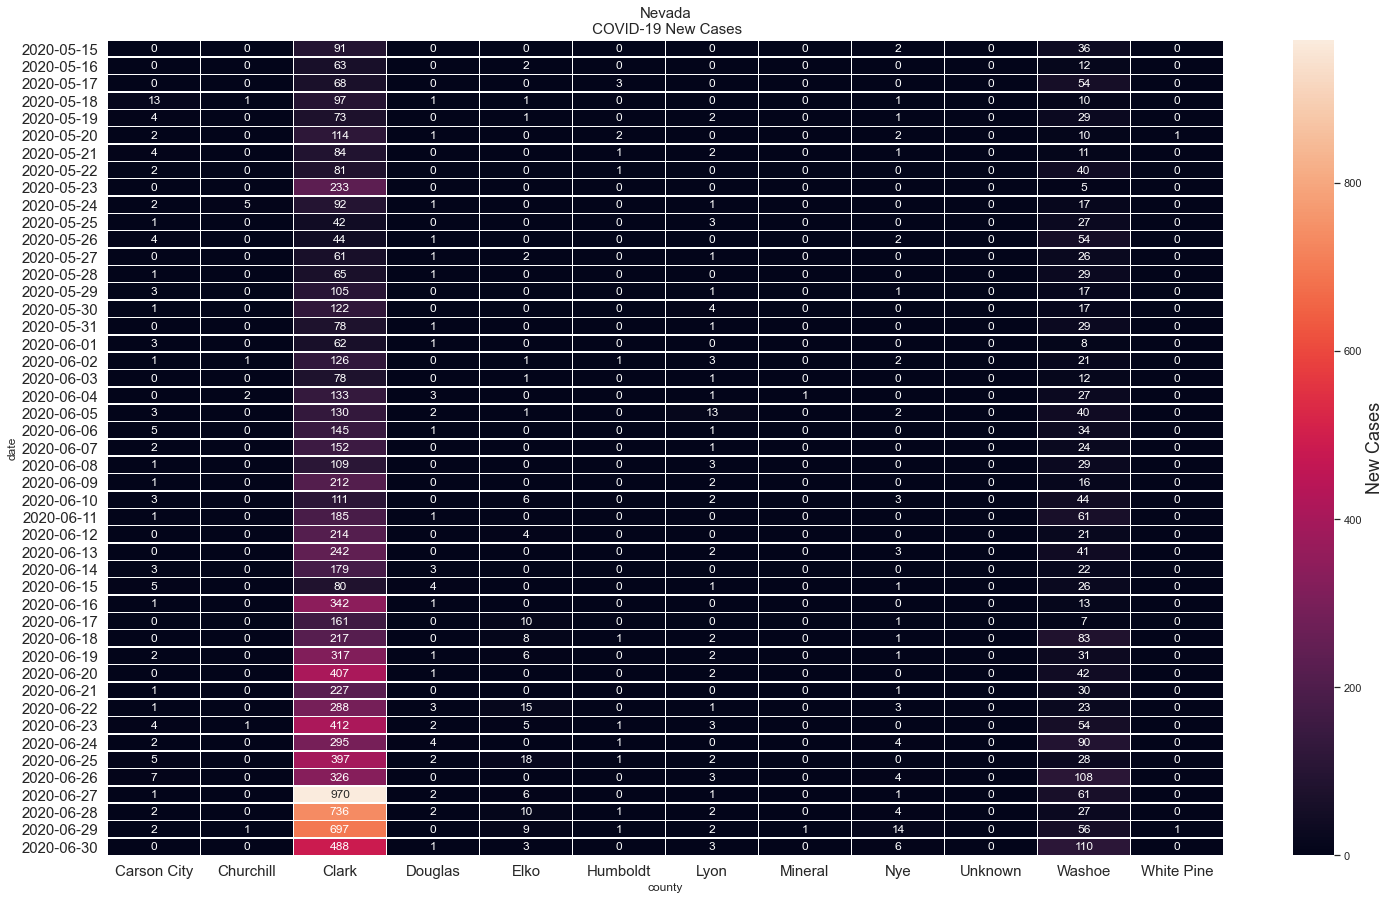 Nevada
COVID-19 New Cases
2020-05-15 0 0 91 0 0 0 0 0 2 0 36 0
2020-05-16 0 0 63 0 2 0 0 0 0 0 12 0
2020-05-17 0 0 68 0 0 3 0 0 0 0 54 0
2020-05-18 13 1 97 1 1 0 0 0 1 0 10 0
2020-05-19 4 0 73 0 1 0 2 0 1 0 29 0
2020-05-20 2 0 114 1 0 2 0 0 2 0 10 1
2020-05-21 4 0 84 0 0 1 2 0 1 0 11 0
2020-05-22 2 0 81 0 0 1 0 0 0 0 40 0
2020-05-23 0 0 233 0 0 0 0 0 0 0 5 0
2020-05-24 2 5 92 1 0 0 1 0 0 0 17 0
2020-05-25 1 0 42 0 0 0 3 0 0 0 27 0
2020-05-26 4 0 44 1 0 0 0 0 2 0 54 0
2020-05-27 0 0 61 1 2 0 1 0 0 0 26 0
2020-05-28 1 0 65 1 0 0 0 0 0 0 29 0
2020-05-29 3 0 105 0 0 0 1 0 1 0 17 0
2020-05-30 1 0 122 0 0 0 4 0 0 0 17 0
2020-05-31 0 0 78 1 0 0 1 0 0 0 29 0
2020-06-01 3 0 62 1 0 0 0 0 0 0 8 0
2020-06-02 1 1 126 0 1 1 3 0 2 0 21 0
2020-06-03 0 0 78 0 1 0 1 0 0 0 12 0
2020-06-04 0 2 133 3 0 0 1 1 0 0 27 0
2020-06-05 3 0 130 2 1 0 13 0 2 0 40 0
2020-06-06 5 0 145 1 0 0 1 0 0 0 34 0
2020-06-07 2 0 152 0 0 0 1 0 0 0 24 0
2020-06-08 1 0 109 0 0 0 3 0 0 0 29 0
2020-06-09 1 0 212 0 0 0 2 0 0 0 16 0
2020-06-10 3 0 111 0 6 0 2 0 3 0 44 0
2020-06-11 1 0 185 1 0 0 0 0 0 0 61 0
2020-06-12 0 0 214 0 4 0 0 0 0 0 21 0
2020-06-13 0 0 242 0 0 0 2 0 3 0 41 0
2020-06-14 3 0 179 3 0 0 0 0 0 0 22 0
2020-06-15 5 0 80 4 0 0 1 0 1 0 26 0
2020-06-16 1 0 342 1 0 0 0 0 0 0 13 0
2020-06-17 0 0 161 0 10 0 0 0 1 0 7 0
2020-06-18 0 0 217 0 8 1 2 0 1 0 83 0
2020-06-19 2 0 317 1 6 0 2 0 1 0 31 0
2020-06-20 0 0 407 1 0 0 2 0 0 0 42 0
2020-06-21 1 0 227 0 0 0 0 0 1 0 30 0
2020-06-22 1 0 288 3 15 0 1 0 3 0 23 0
2020-06-23 4 1 412 2 5 1 3 0 0 0 54 0
2020-06-24 2 0 295 4 0 1 0 0 4 0 90 0
2020-06-25 5 0 397 2 18 1 2 0 0 0 28 0
2020-06-26 7 0 326 0 0 0 3 0 4 0 108 0
2020-06-27 1 0 970 2 6 0 1 0 1 0 61 0
2020-06-28 2 0 736 2 10 1 2 0 4 0 27 0
2020-06-29 2 1 697 0 9 1 2 1 14 0 56 1
2020-06-30 0 0 488 1 3 0 3 0 6 0 110 0
Carson City Churchill Clark Douglas Elko Humboldt Lyon Mineral Nye Unknown Washoe White Pine
county
date
800
600
400
200
0
New Cases